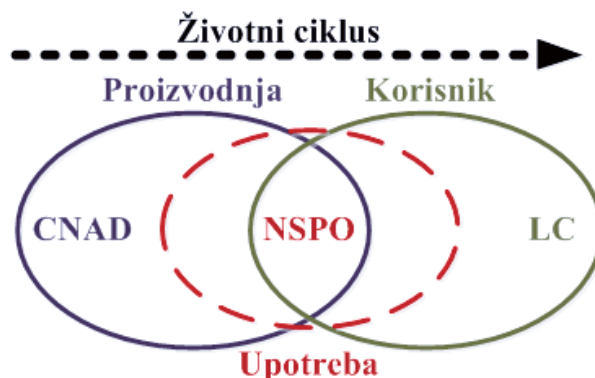 Životni ciklus
Proizvodnja Korisnik
CNAD NSPO LC
Upotreba